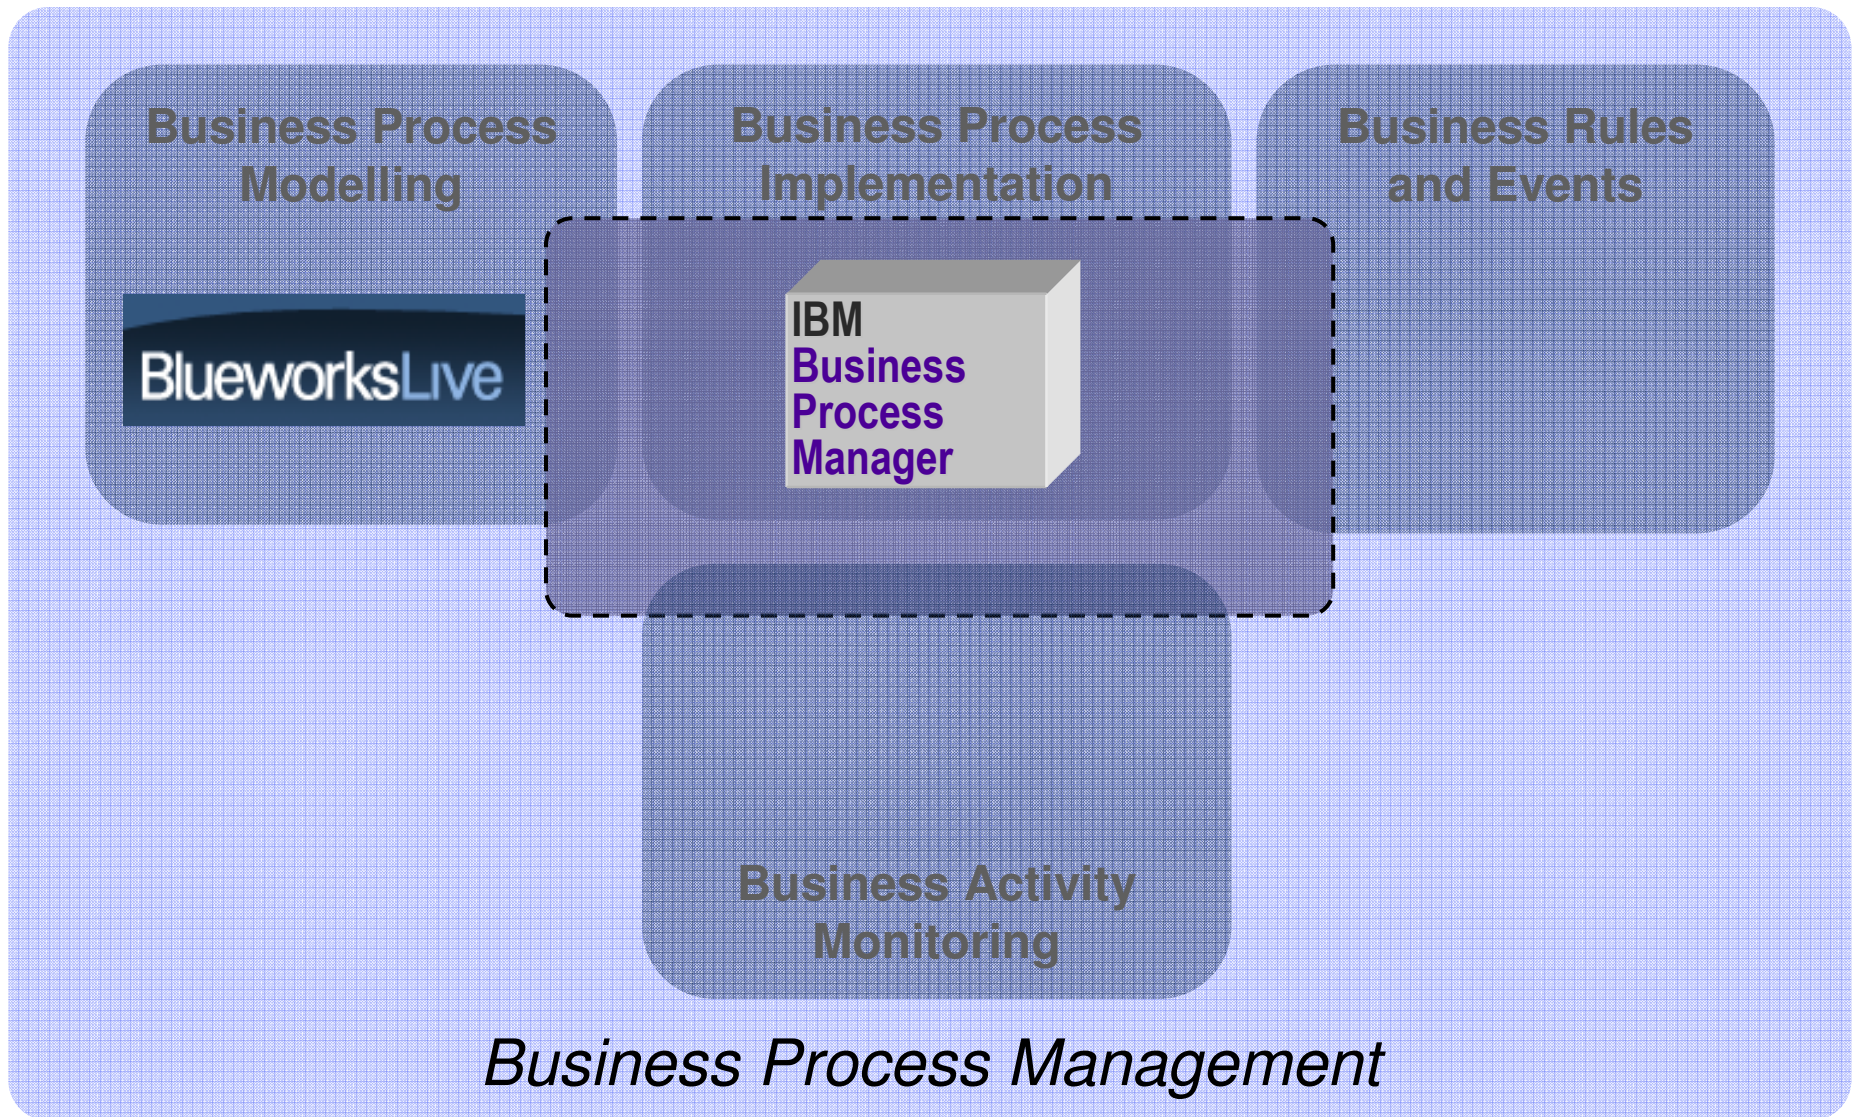 Business Process
Modelling
Business Process
Implementation
Business Rules
and Events
BlueworksLive
IBM
Business
Process
Manager
Business Activity
Monitoring
Business Process Management